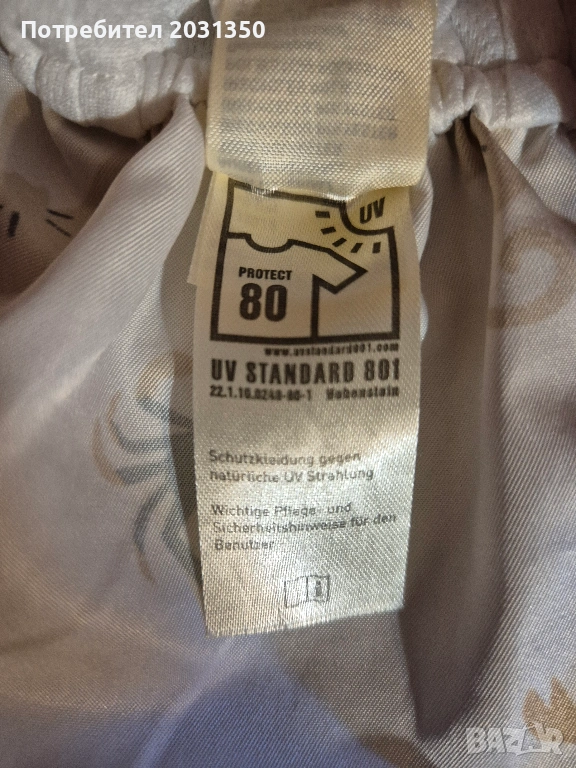 Потребител 2031350
UV
PROTECT
80
www.uvstandard801.com
UV STANDARD 801
22.1.10.0248-80-1 Hohenstein
Schutzkleidung gegen
natürliche UV Strahlung
Wichtige Pflege- und
Sicherheitshinweise für den
Benutzer
i
BAZAR